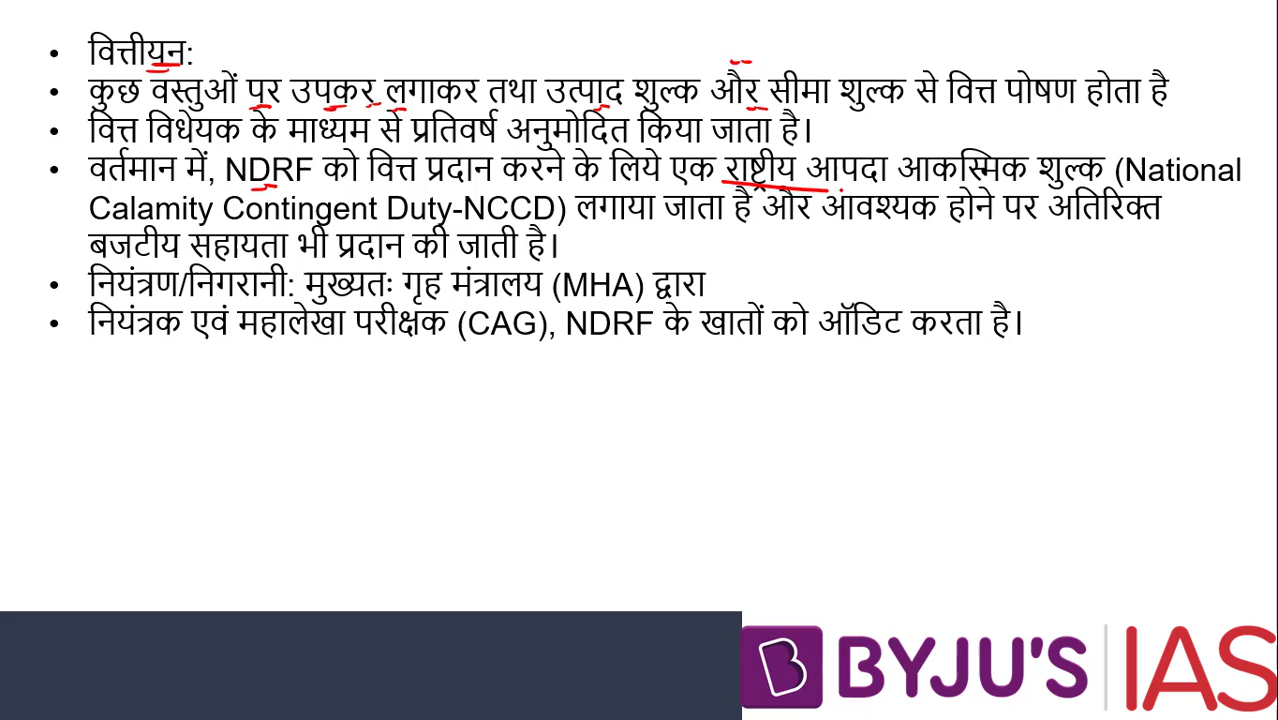 • वित्तीयन:
• कुछ वस्तुओं पर उपकर लगाकर तथा उत्पाद शुल्क और सीमा शुल्क से वित्त पोषण होता है
• वित्त विधेयक के माध्यम से प्रतिवर्ष अनुमोदित किया जाता है।
• वर्तमान में, NDRF को वित्त प्रदान करने के लिये एक राष्ट्रीय आपदा आकस्मिक शुल्क (National
Calamity Contingent Duty-NCCD) लगाया जाता है और आवश्यक होने पर अतिरिक्त
बजटीय सहायता भी प्रदान की जाती है।
• नियंत्रण/निगरानी: मुख्यतः गृह मंत्रालय (MHA) द्वारा
• नियंत्रक एवं महालेखा परीक्षक (CAG), NDRF के खातों को ऑडिट करता है।
B BYJU'S | IAS